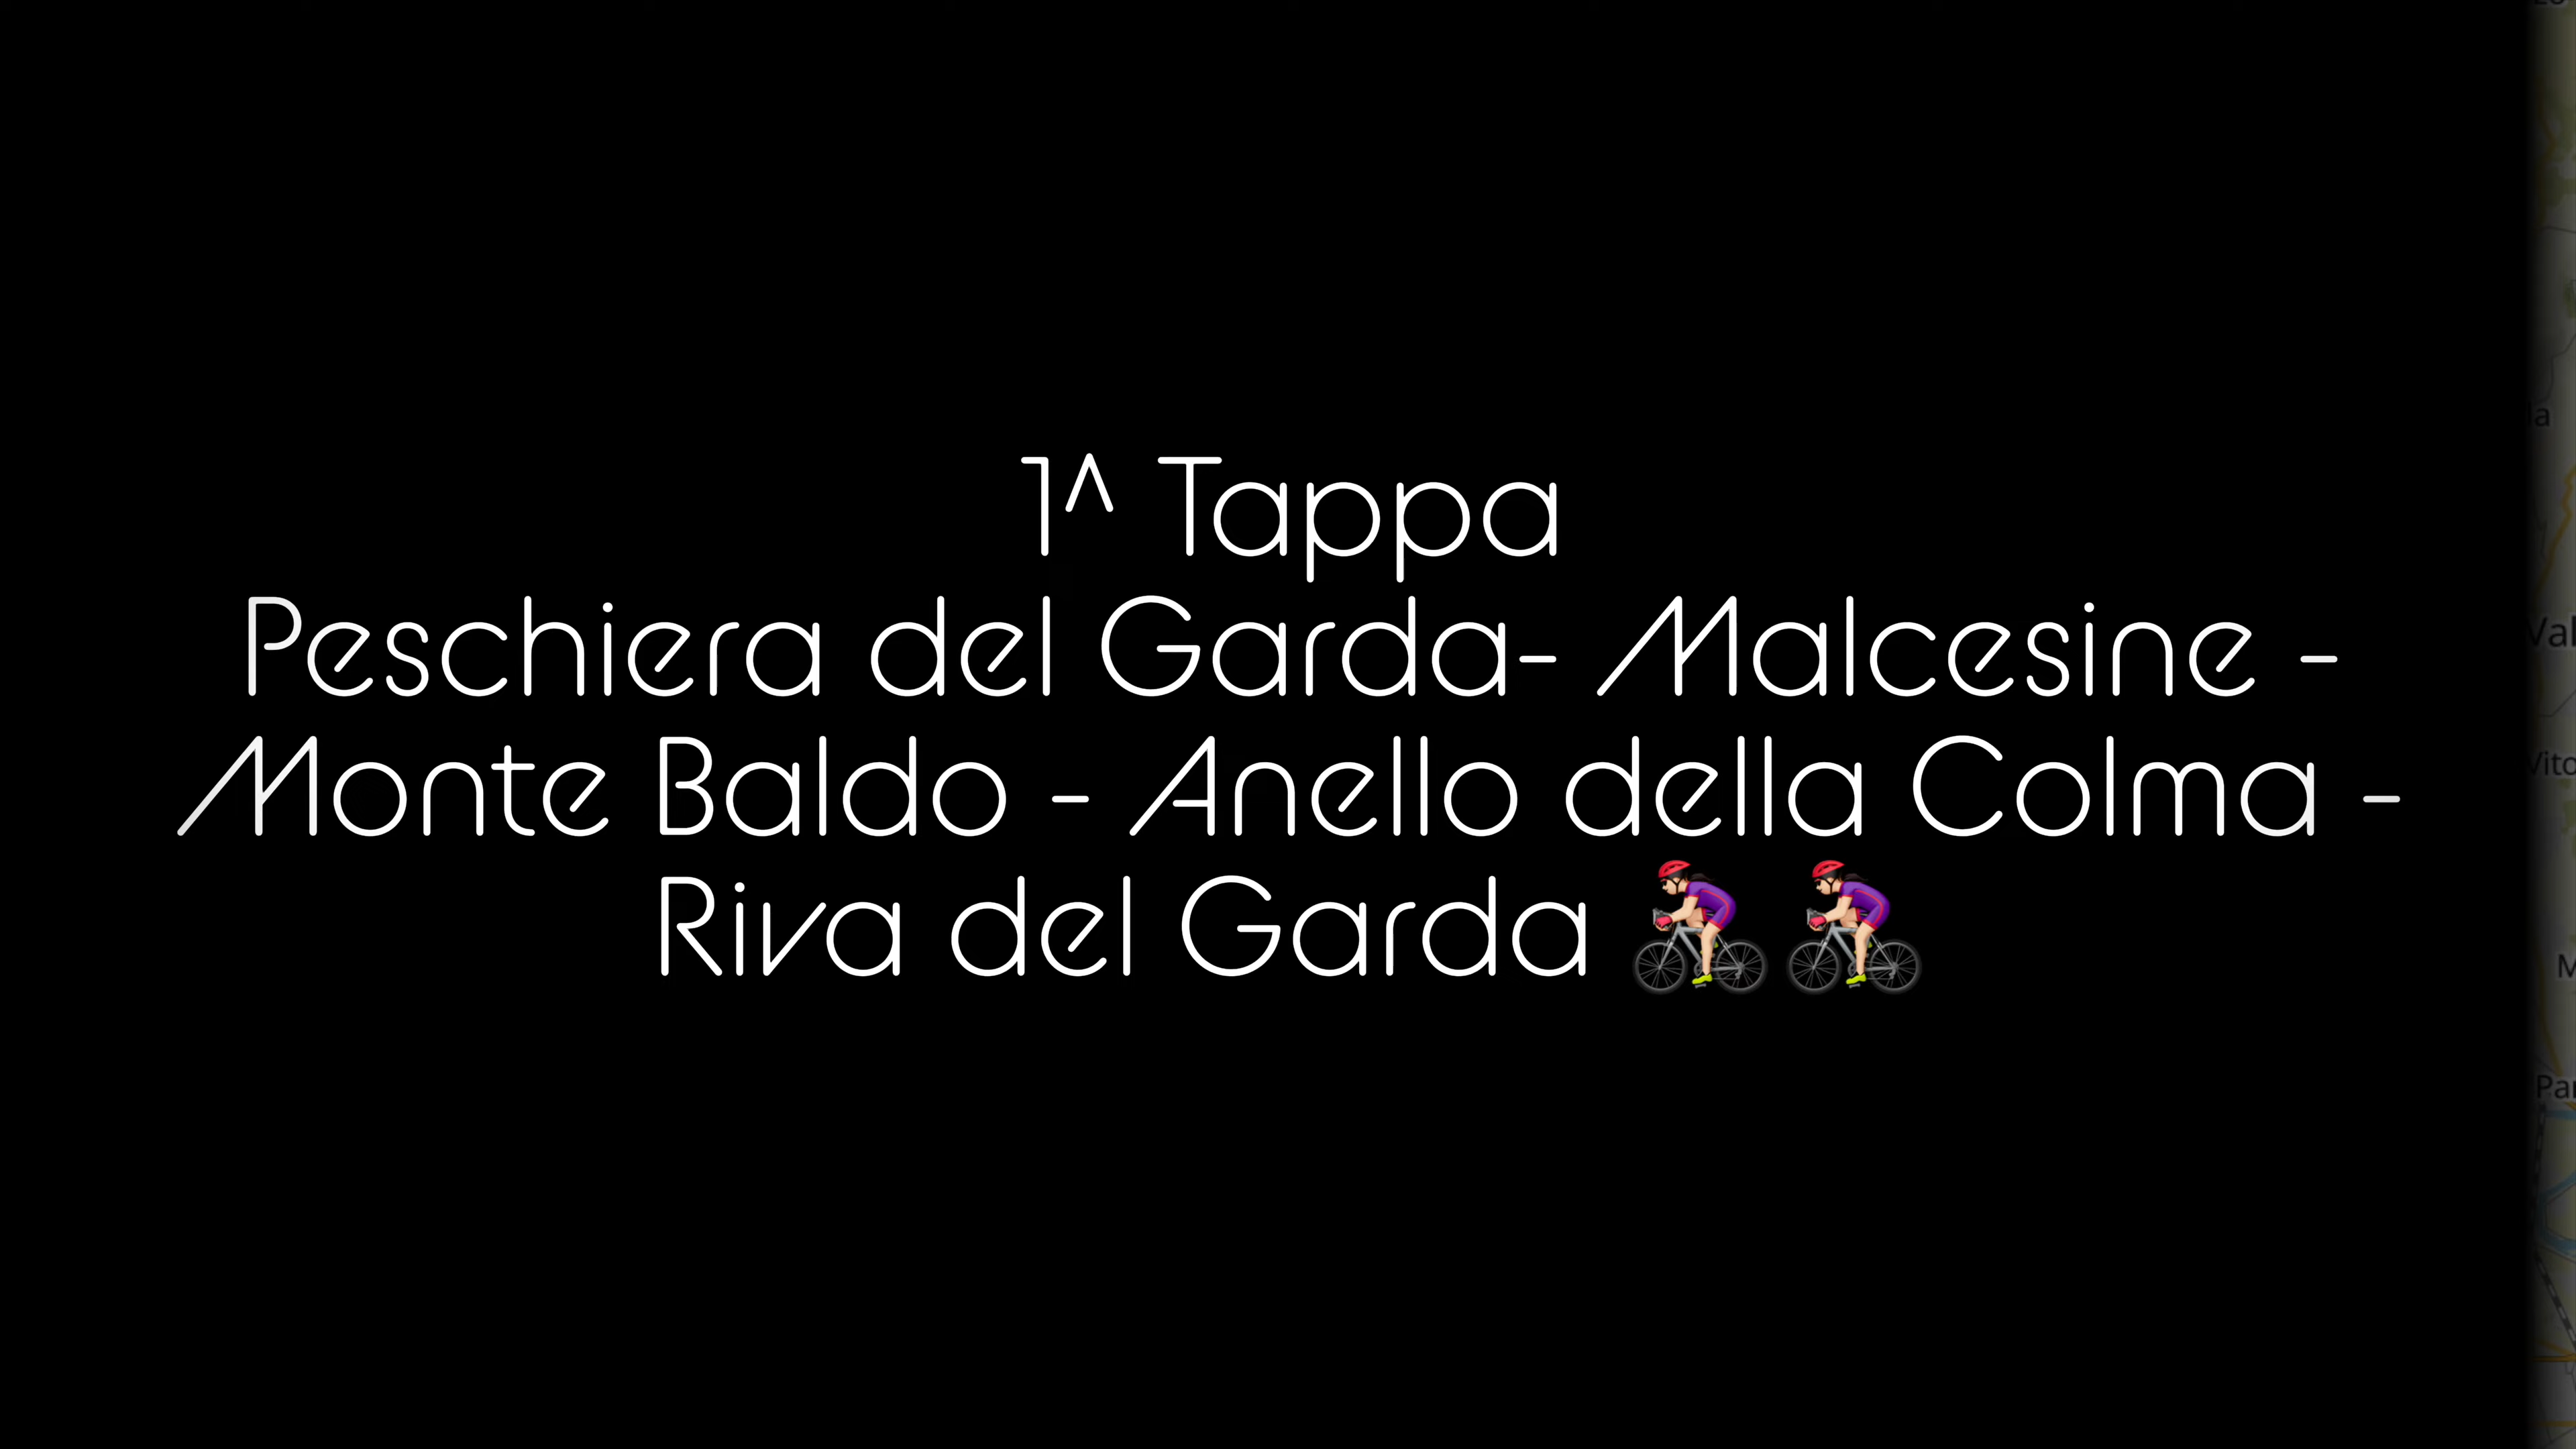 1^ Tappa
Peschiera del Garda- Malcesine -
Monte Baldo - Anello della Colma -
Riva del Garda 🚴🏻‍♀️🚴🏻‍♀️